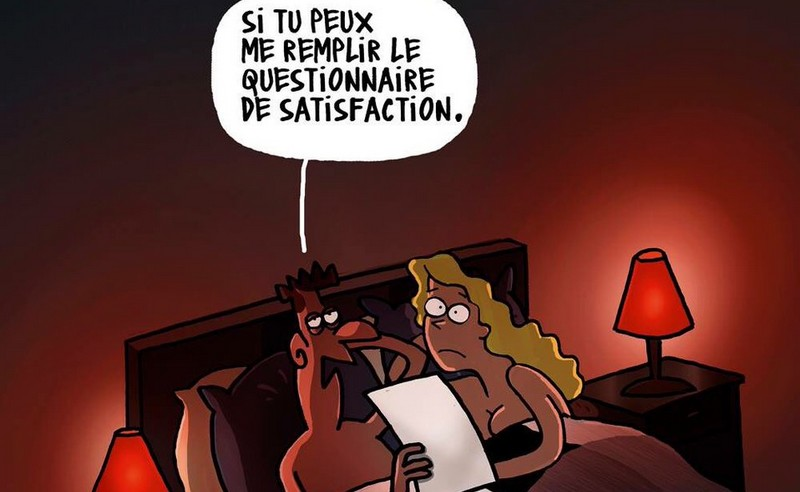 Si TU PEUX
ME REMPLiR LE
QUESTiONNAiRE
DE SATiSFACTiON.